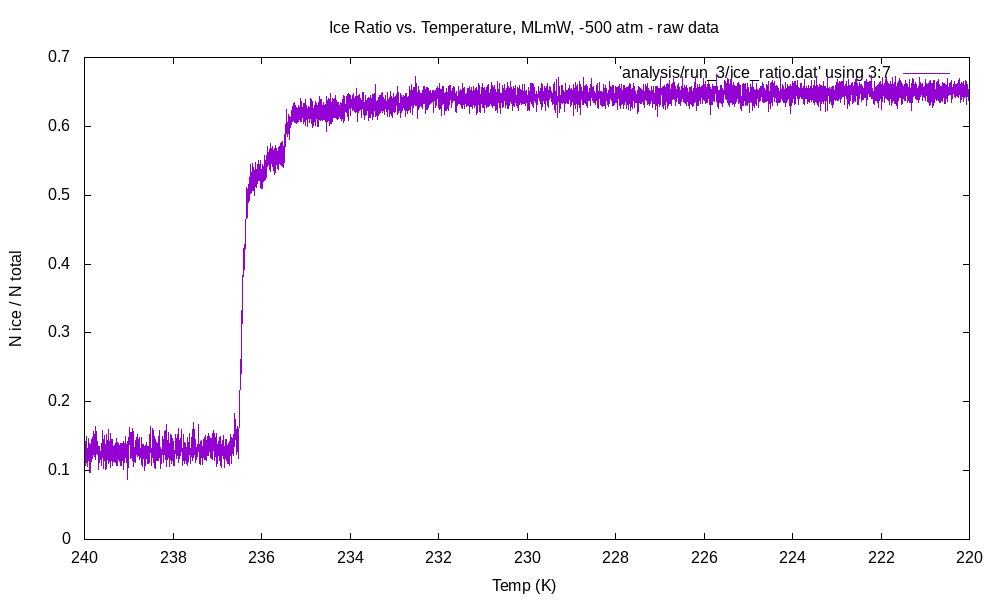 Ice Ratio vs. Temperature, MLmW, -500 atm - raw data
'analysis/run_3/ice_ratio.dat' using 3:7
0.7
0.6
0.5
0.4
0.3
0.2
0.1
0
N ice / N total
240 238 236 234 232 230 228 226 224 222 220
Temp (K)